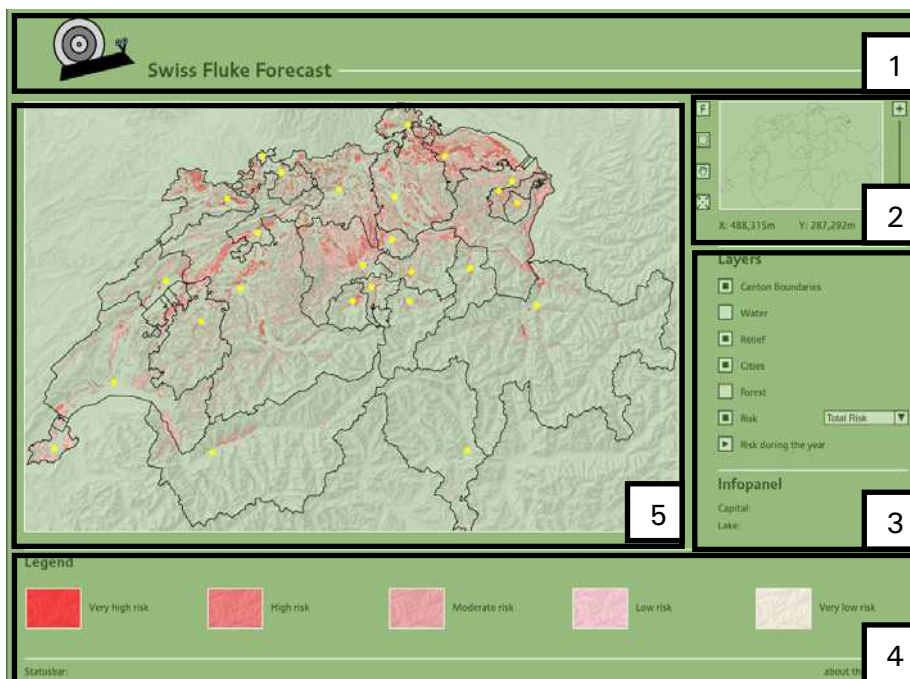 Swiss Fluke Forecast
1
F
+
X: 488,315m Y: 287,292m
2
Layers
Canton Boundaries
Water
Relief
Cities
Forest
Risk Total Risk
Risk during the year
Infopanel
Capital:
Lake:
3
5
Legend
Very high risk High risk Moderate risk Low risk Very low risk
Statusbar: about
4